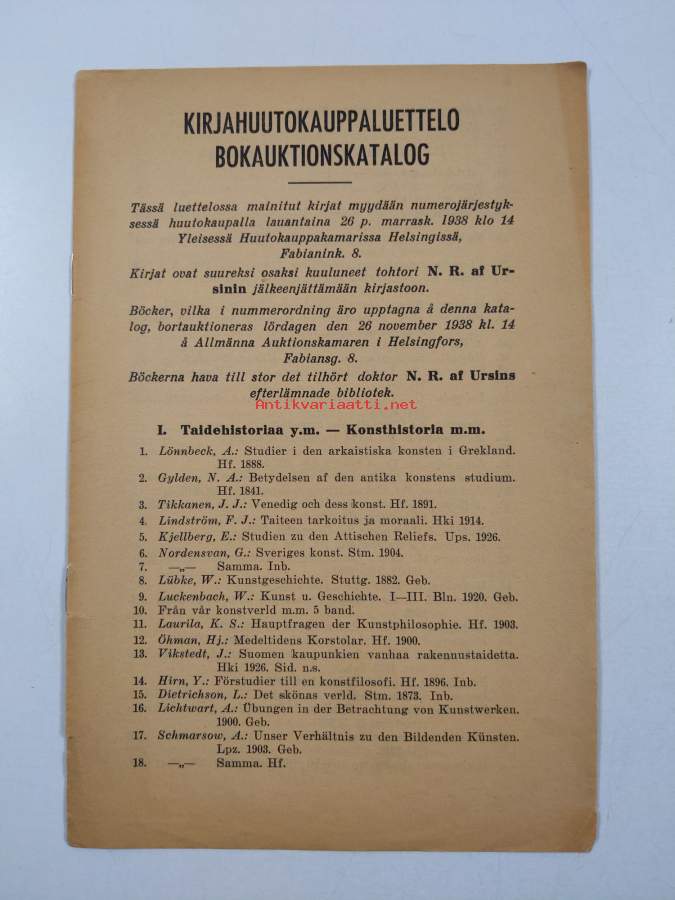 KIRJAHUUTOKAUPPALUETTELO
BOKAUKTIONSKATALOG
Tässä luettelossa mainitut kirjat myydään numerojärjestyk-
sessä huutokaupalla lauantaina 26 p. marrask. 1938 klo 14
Yleisessä Huutokauppakamarissa Helsingissä,
Fabianink. 8.
Kirjat ovat suureksi osaksi kuuluneet tohtori N. R. af Ur-
sinin jälkeenjättämään kirjastoon.
Böcker, vilka i nummerordning äro upptagna å denna kata-
log, bortauktioneras lördagen den 26 november 1938 kl. 14
å Allmänna Auktionskamaren i Helsingfors,
Fabiansg. 8.
Böckerna hava till stor det tilhört doktor N. R. af Ursins
efterlämnade bibliotek.
Antikvariaatti.net
I. Taidehistoriaa y.m. — Konsthistoria m.m.
1. Lönnbeck, A.: Studier i den arkaistiska konsten i Grekland.
Hf. 1888.
2. Gylden, N. A.: Betydelsen af den antika konstens studium.
Hf. 1841.
3. Tikkanen, J. J.: Venedig och dess konst. Hf. 1891.
4. Lindström, F. J.: Taiteen tarkoitus ja moraali. Hki 1914.
5. Kjellberg, E.: Studien zu den Attischen Reliefs. Ups. 1926.
6. Nordensvan, G.: Sveriges konst. Stm. 1904.
7. —„— Samma. Inb.
8. Lübke, W.: Kunstgeschichte. Stuttg. 1882. Geb.
9. Luckenbach, W.: Kunst u. Geschichte. I—III. Bln. 1920. Geb.
10. Från vår konstverld m.m. 5 band.
11. Laurila, K. S.: Hauptfragen der Kunstphilosophie. Hf. 1903.
12. Öhman, Hj.: Medeltidens Korstolar. Hf. 1900.
13. Vikstedt, J.: Suomen kaupunkien vanhaa rakennustaidetta.
Hki 1926. Sid. n.s.
14. Hirn, Y.: Förstudier till en konstfilosofi. Hf. 1896. Inb.
15. Dietrichson, L.: Det skönas verld. Stm. 1873. Inb.
16. Lichtwart, A.: Übungen in der Betrachtung von Kunstwerken.
1900. Geb.
17. Schmarsow, A.: Unser Verhältnis zu den Bildenden Künsten.
Lpz. 1903. Geb.
18. —„— Samma. Hf.